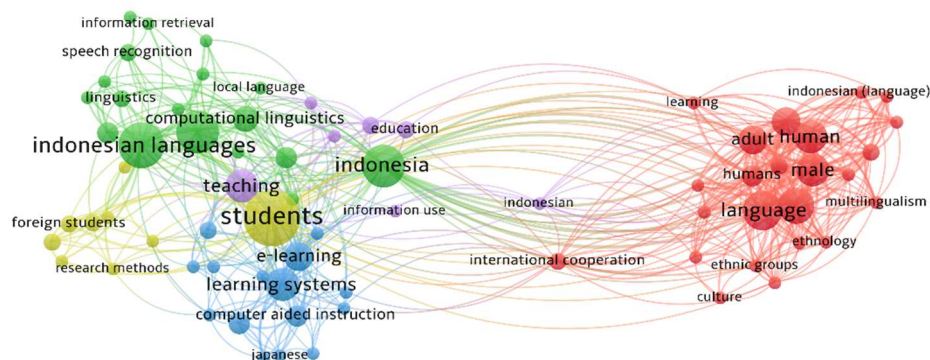 information retrieval
speech recognition
linguistics
local language
computational linguistics
indonesian languages
education
indonesia
teaching
students
information use
foreign students
research methods
e-learning
learning systems
computer aided instruction
japanese
indonesian
international cooperation
learning
indonesian (language)
adult
human
humans
male
language
multilingualism
ethnology
ethnic groups
culture